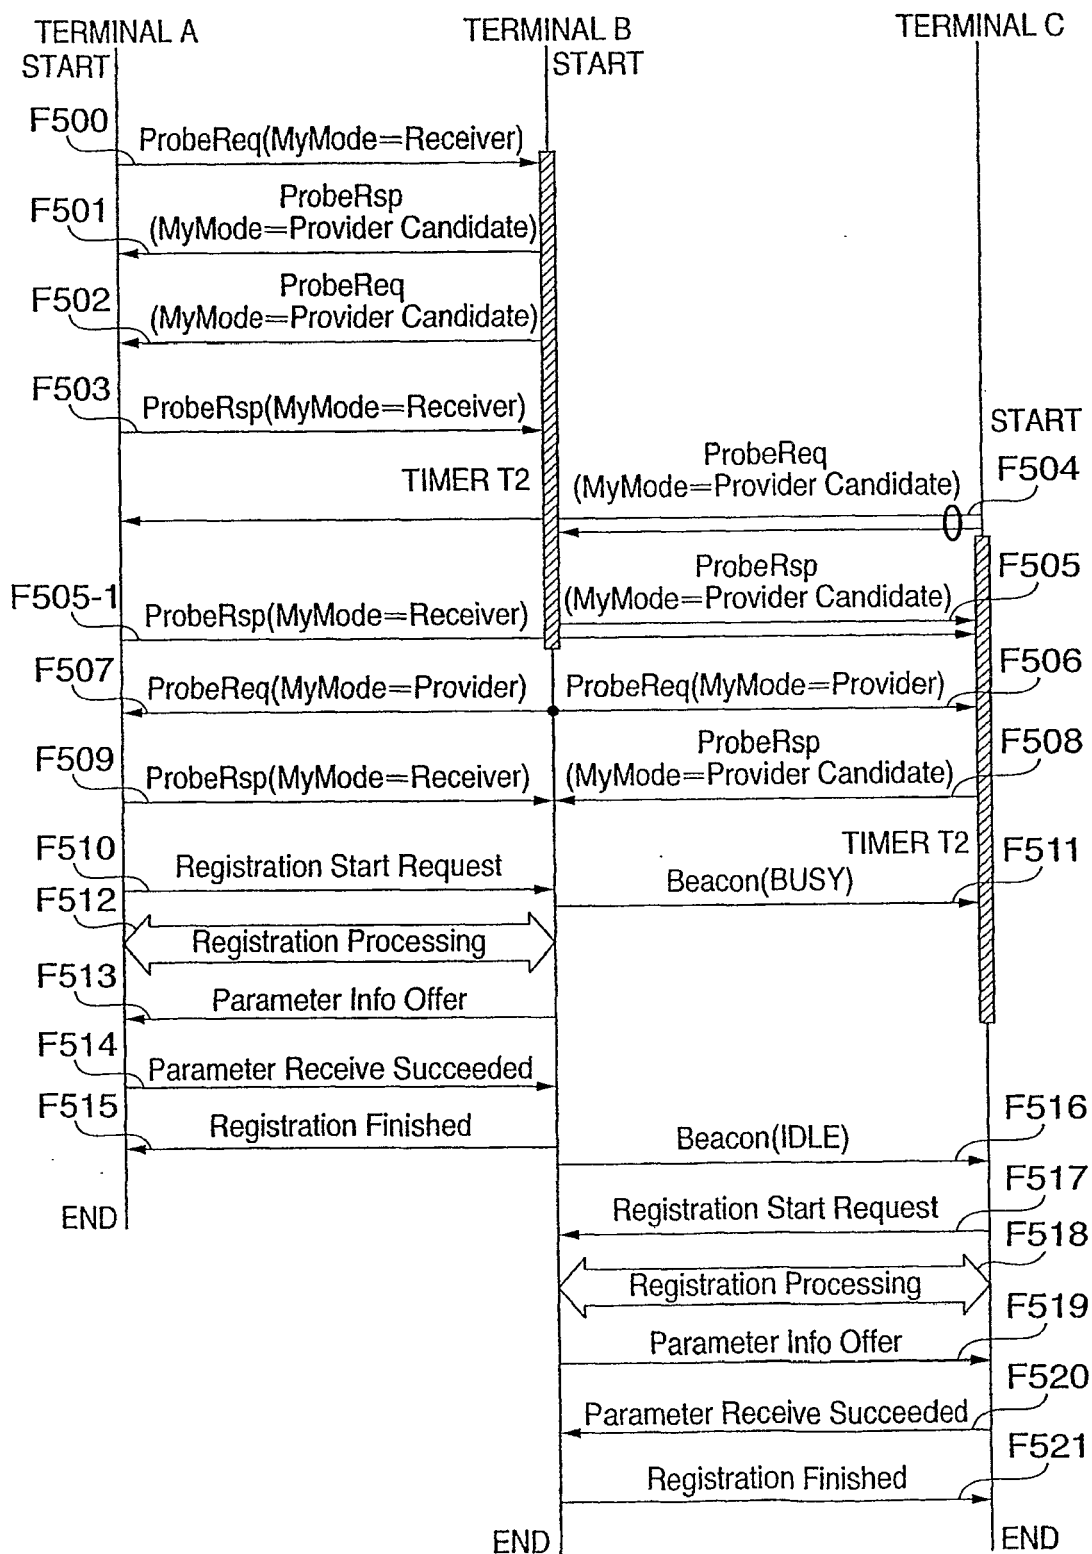 TERMINAL A
TERMINAL B
TERMINAL C
START
START
F500
ProbeReq(MyMode=Receiver)
F501
ProbeRsp
(MyMode=Provider Candidate)
F502
ProbeReq
(MyMode=Provider Candidate)
F503
ProbeRsp(MyMode=Receiver)
START
TIMER T2
ProbeReq
(MyMode=Provider Candidate)
F504
F505-1
ProbeRsp(MyMode=Receiver)
ProbeRsp
(MyMode=Provider Candidate)
F505
F507
ProbeReq(MyMode=Provider)
ProbeReq(MyMode=Provider)
F506
F509
ProbeRsp(MyMode=Receiver)
ProbeRsp
(MyMode=Provider Candidate)
F508
F510
Registration Start Request
TIMER T2
F511
Beacon(BUSY)
F512
Registration Processing
F513
Parameter Info Offer
F514
Parameter Receive Succeeded
F515
Registration Finished
Beacon(IDLE)
F516
END
Registration Start Request
F517
F518
Registration Processing
F519
Parameter Info Offer
F520
Parameter Receive Succeeded
F521
Registration Finished
END
END